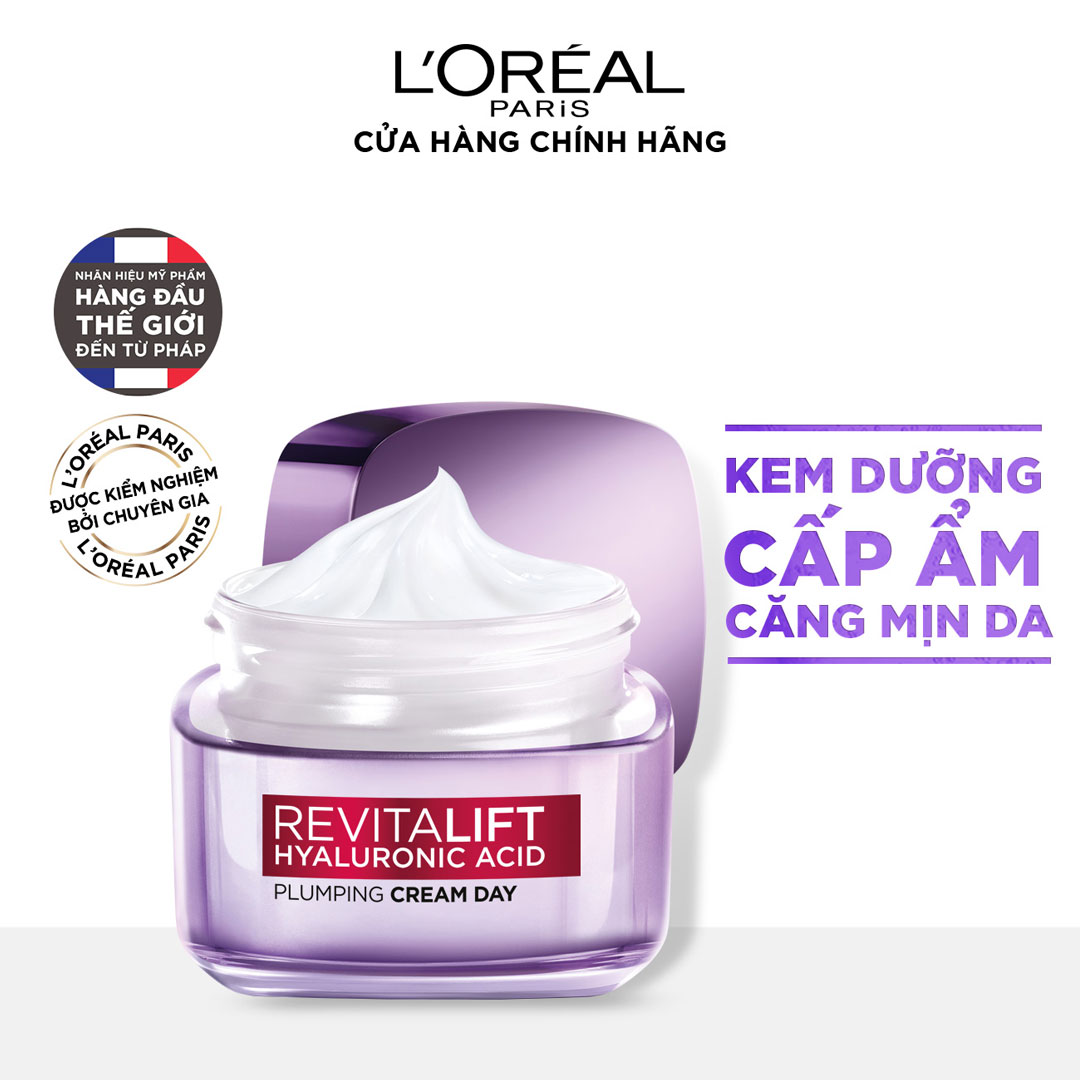 L'ORÉAL
PARiS
CỬA HÀNG CHÍNH HÃNG
NHÃN HIỆU MỸ PHẨM
HÀNG ĐẦU
THẾ GIỚI
ĐẾN TỪ PHÁP
L'ORÉAL PARIS
ĐƯỢC KIỂM NGHIỆM
BỞI CHUYÊN GIA
L'ORÉAL PARIS
KEM DƯỠNG
CẤP ẨM
CĂNG MỊN DA
REVITALIFT
HYALURONIC ACID
PLUMPING CREAM DAY